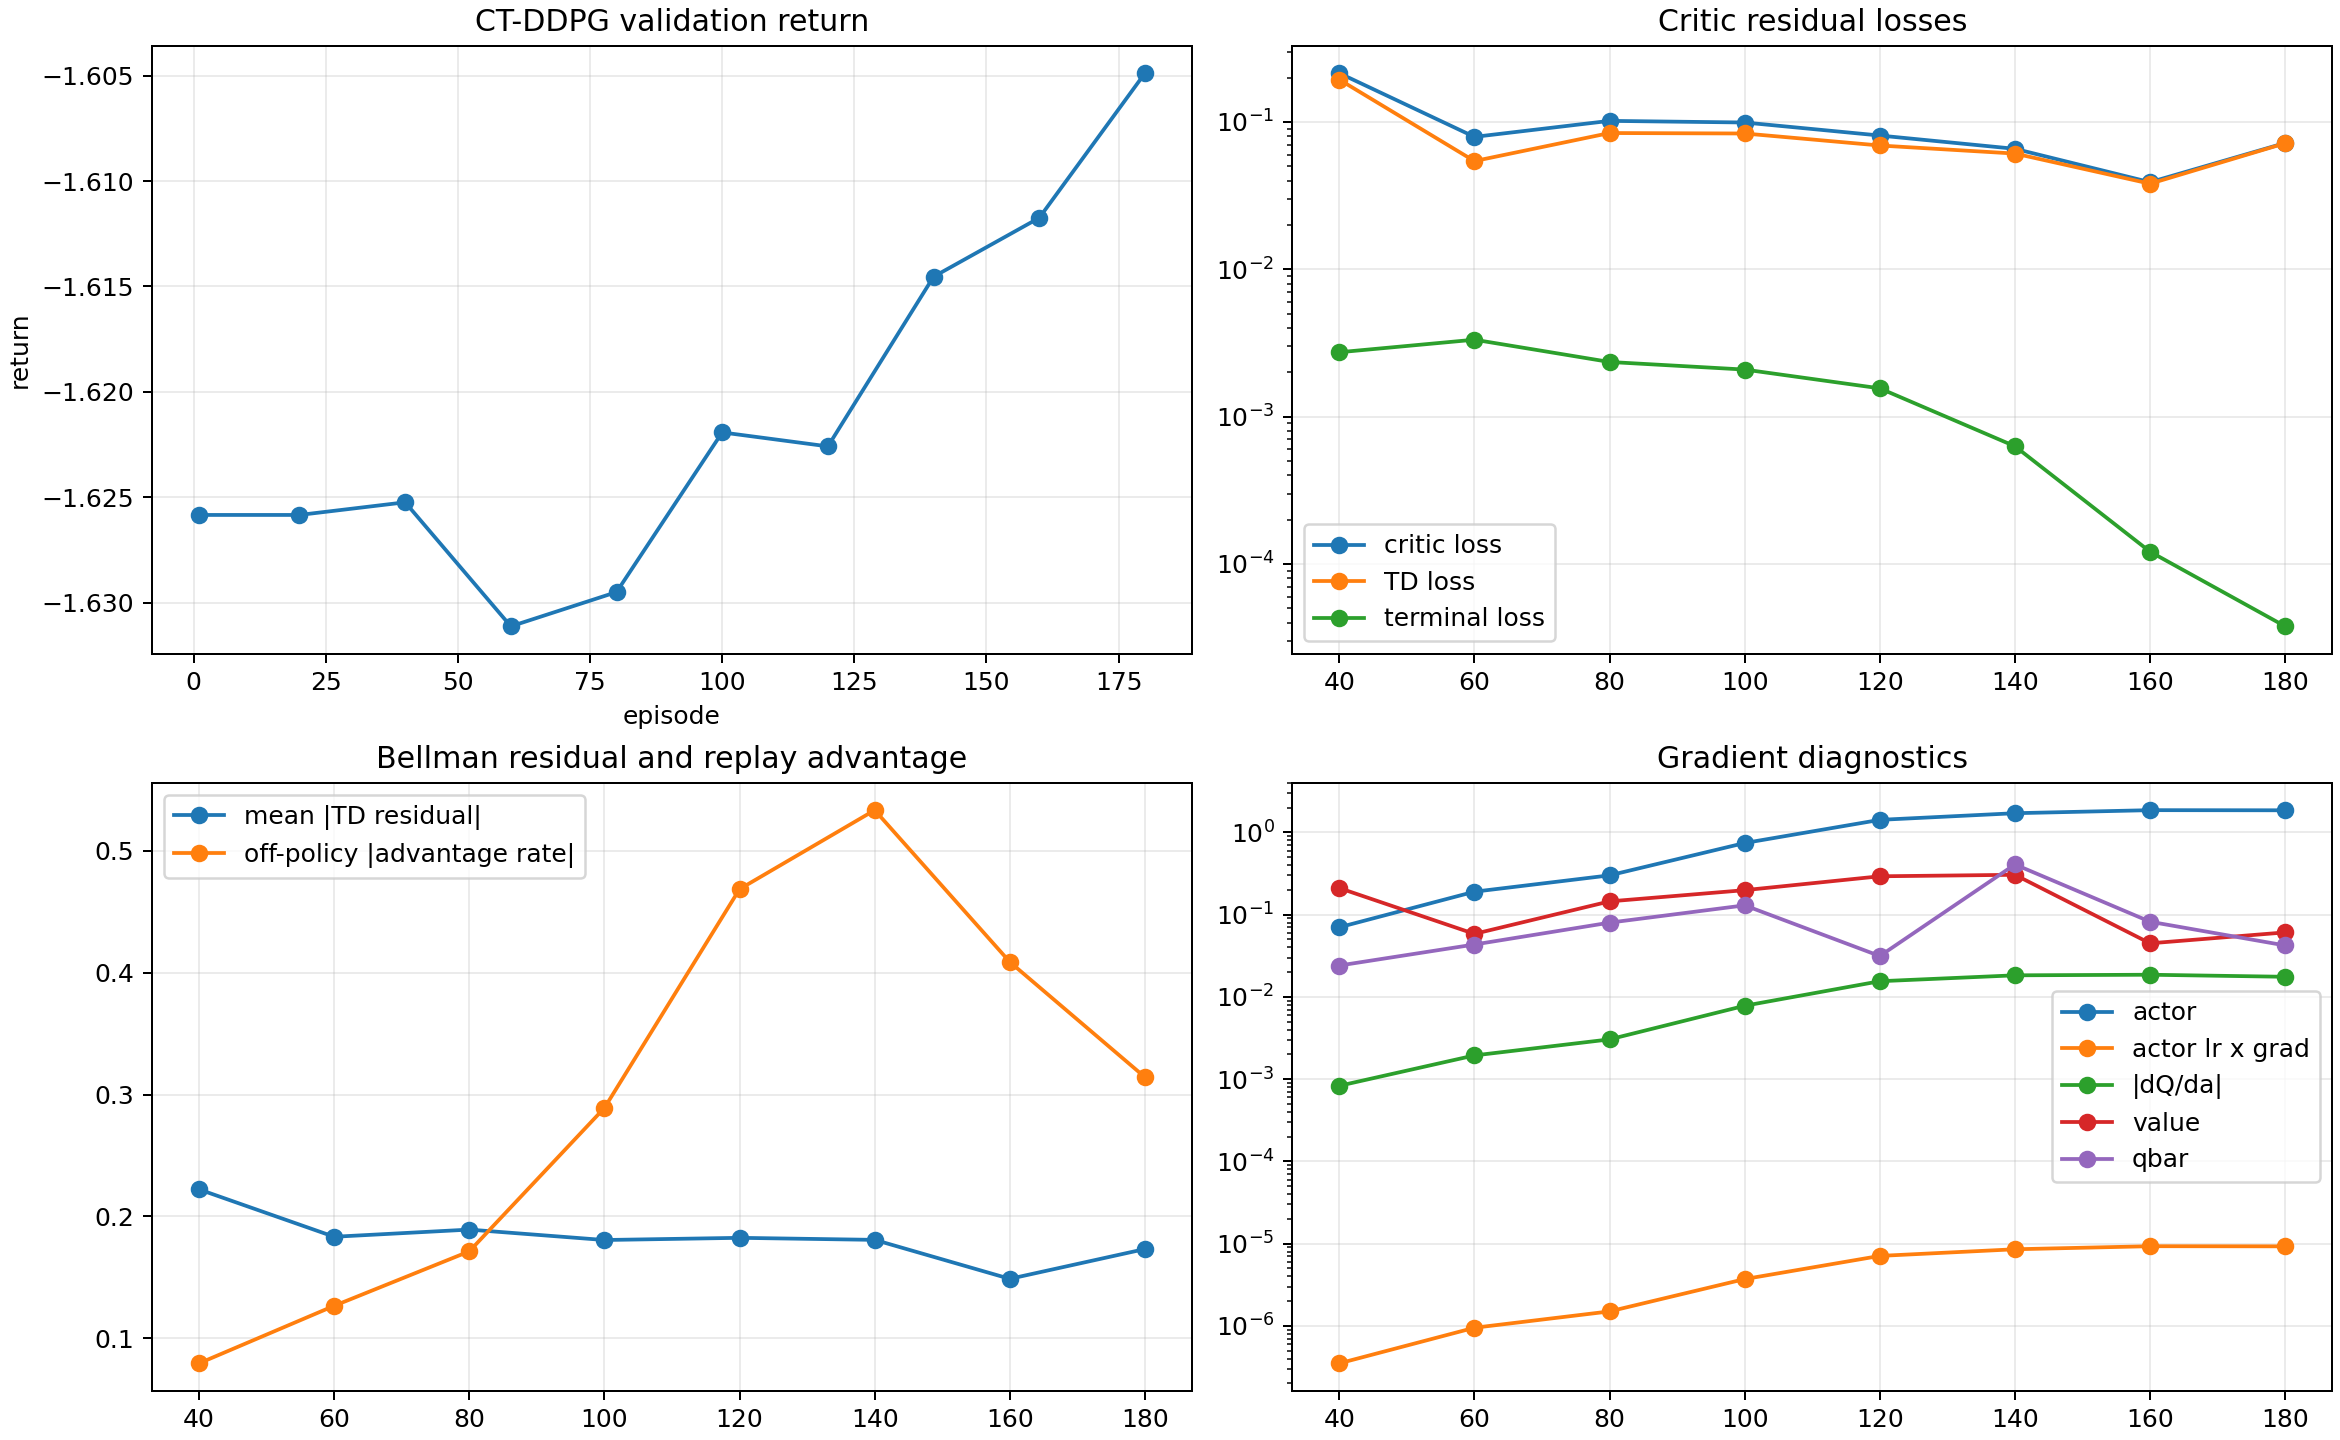 CT-DDPG validation return
−1.605
−1.610
−1.615
−1.620
−1.625
−1.630
return
0 25 50 75 100 125 150 175
episode
Critic residual losses
10⁻¹
10⁻²
10⁻³
10⁻⁴
critic loss
TD loss
terminal loss
40 60 80 100 120 140 160 180
Bellman residual and replay advantage
mean |TD residual|
off-policy |advantage rate|
0.5
0.4
0.3
0.2
0.1
40 60 80 100 120 140 160 180
Gradient diagnostics
10⁰
10⁻¹
10⁻²
10⁻³
10⁻⁴
10⁻⁵
10⁻⁶
actor
actor lr x grad
|dQ/da|
value
qbar
40 60 80 100 120 140 160 180